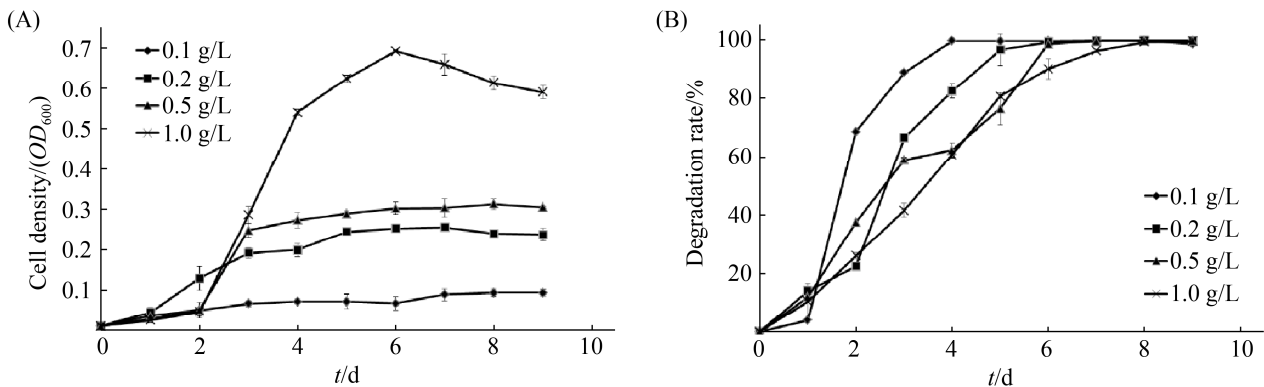 (A)
Cell density/(OD600)
0.7
0.6
0.5
0.4
0.3
0.2
0.1
0.1 g/L
0.2 g/L
0.5 g/L
1.0 g/L
0
2
4
6
8
10
t/d
(B)
Degradation rate/%
100
80
60
40
20
0.1 g/L
0.2 g/L
0.5 g/L
1.0 g/L
0
2
4
6
8
10
t/d